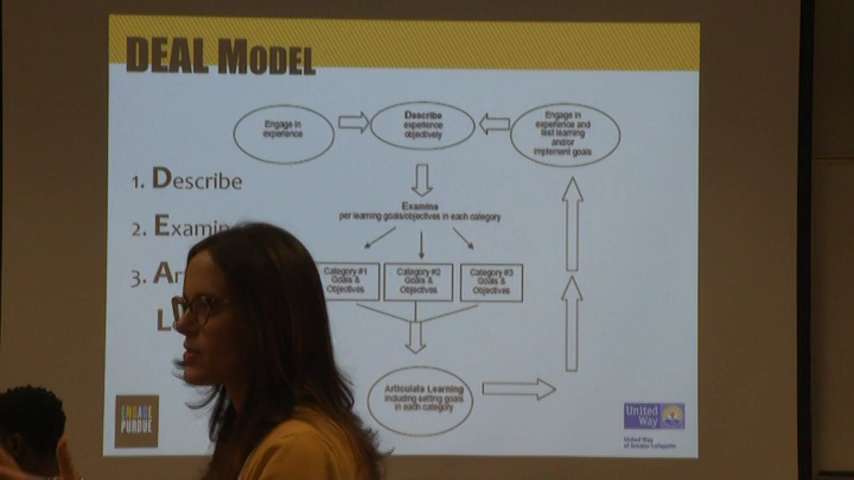 DEAL MODEL
Engage in
experience
Describe
experience
objectively
Engage in
experience and
test learning
and/or
implement goals
1. Describe
2. Examin
3. Ar
L
Examine
per learning goals/objectives in each category
Category #1
Goals &
Objectives
Category #2
Goals &
Objectives
Category #3
Goals &
Objectives
Articulate Learning
including setting goals
in each category
ENGAGE
PURDUE
United
Way
United Way
of Greater Lafayette